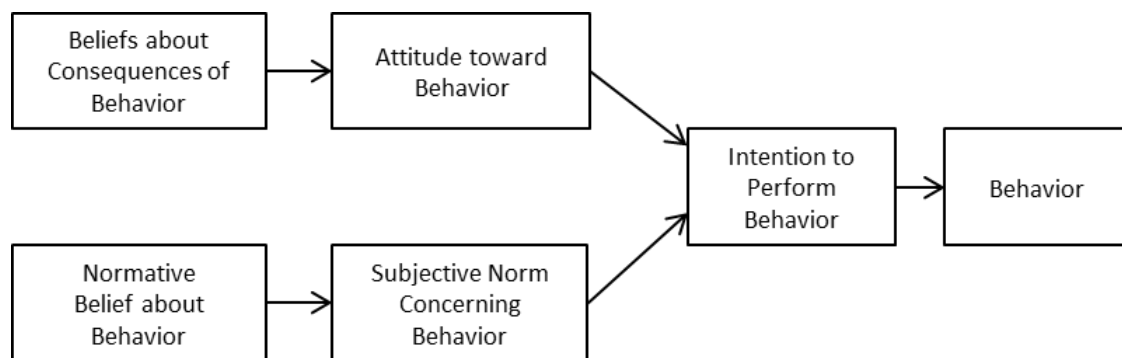 Beliefs about
Consequences of
Behavior
Attitude toward
Behavior
Intention to
Perform
Behavior
Behavior
Normative
Belief about
Behavior
Subjective Norm
Concerning
Behavior